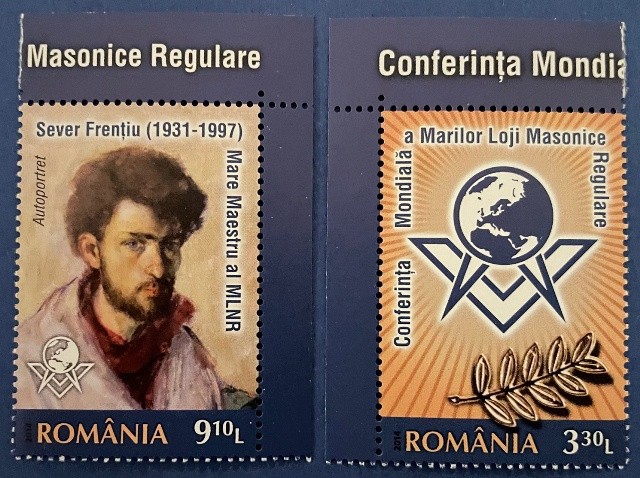 Masonice Regulare
Sever Frențiu (1931-1997)
Autoportret
Mare Maestru al MLNR
2014
ROMÂNIA 910L
Conferința Mondia
a Marilor Loji Masonice
Conferința Mondială
Regulare
2014
ROMÂNIA 330L